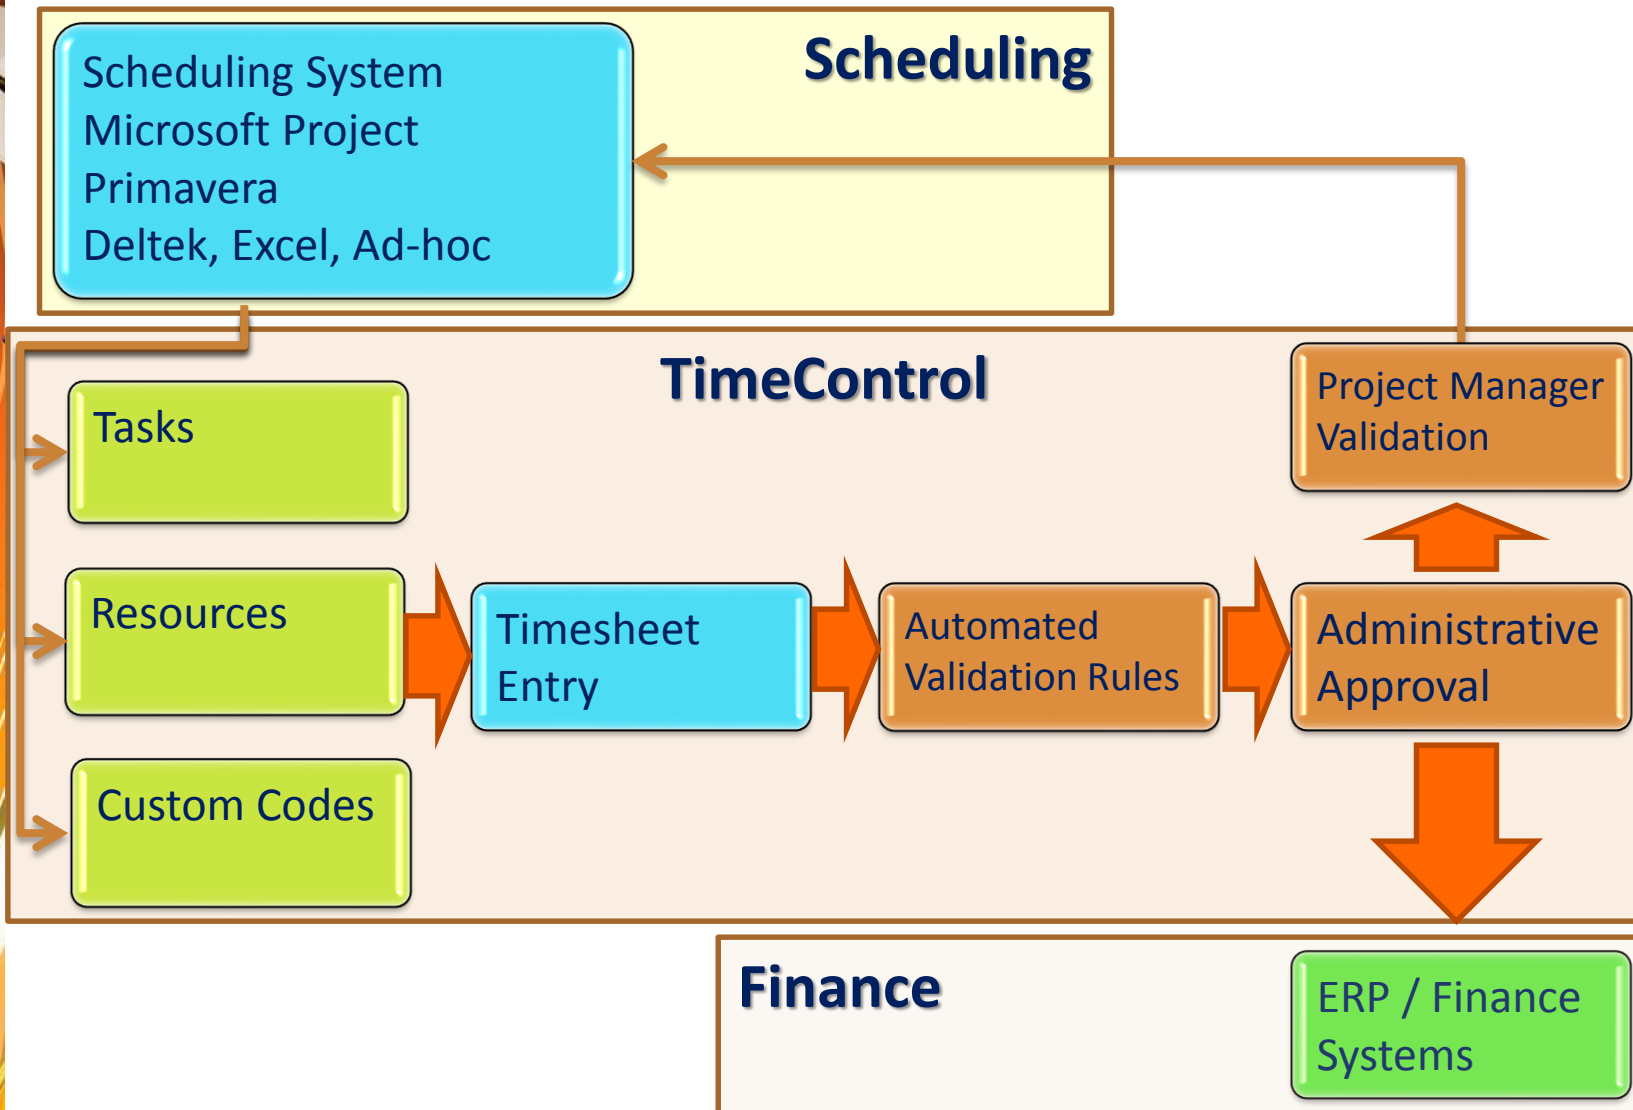 Scheduling
Scheduling System
Microsoft Project
Primavera
Deltek, Excel, Ad-hoc
TimeControl
Project Manager
Validation
Tasks
Resources
Timesheet
Entry
Automated
Validation Rules
Administrative
Approval
Custom Codes
Finance
ERP / Finance
Systems